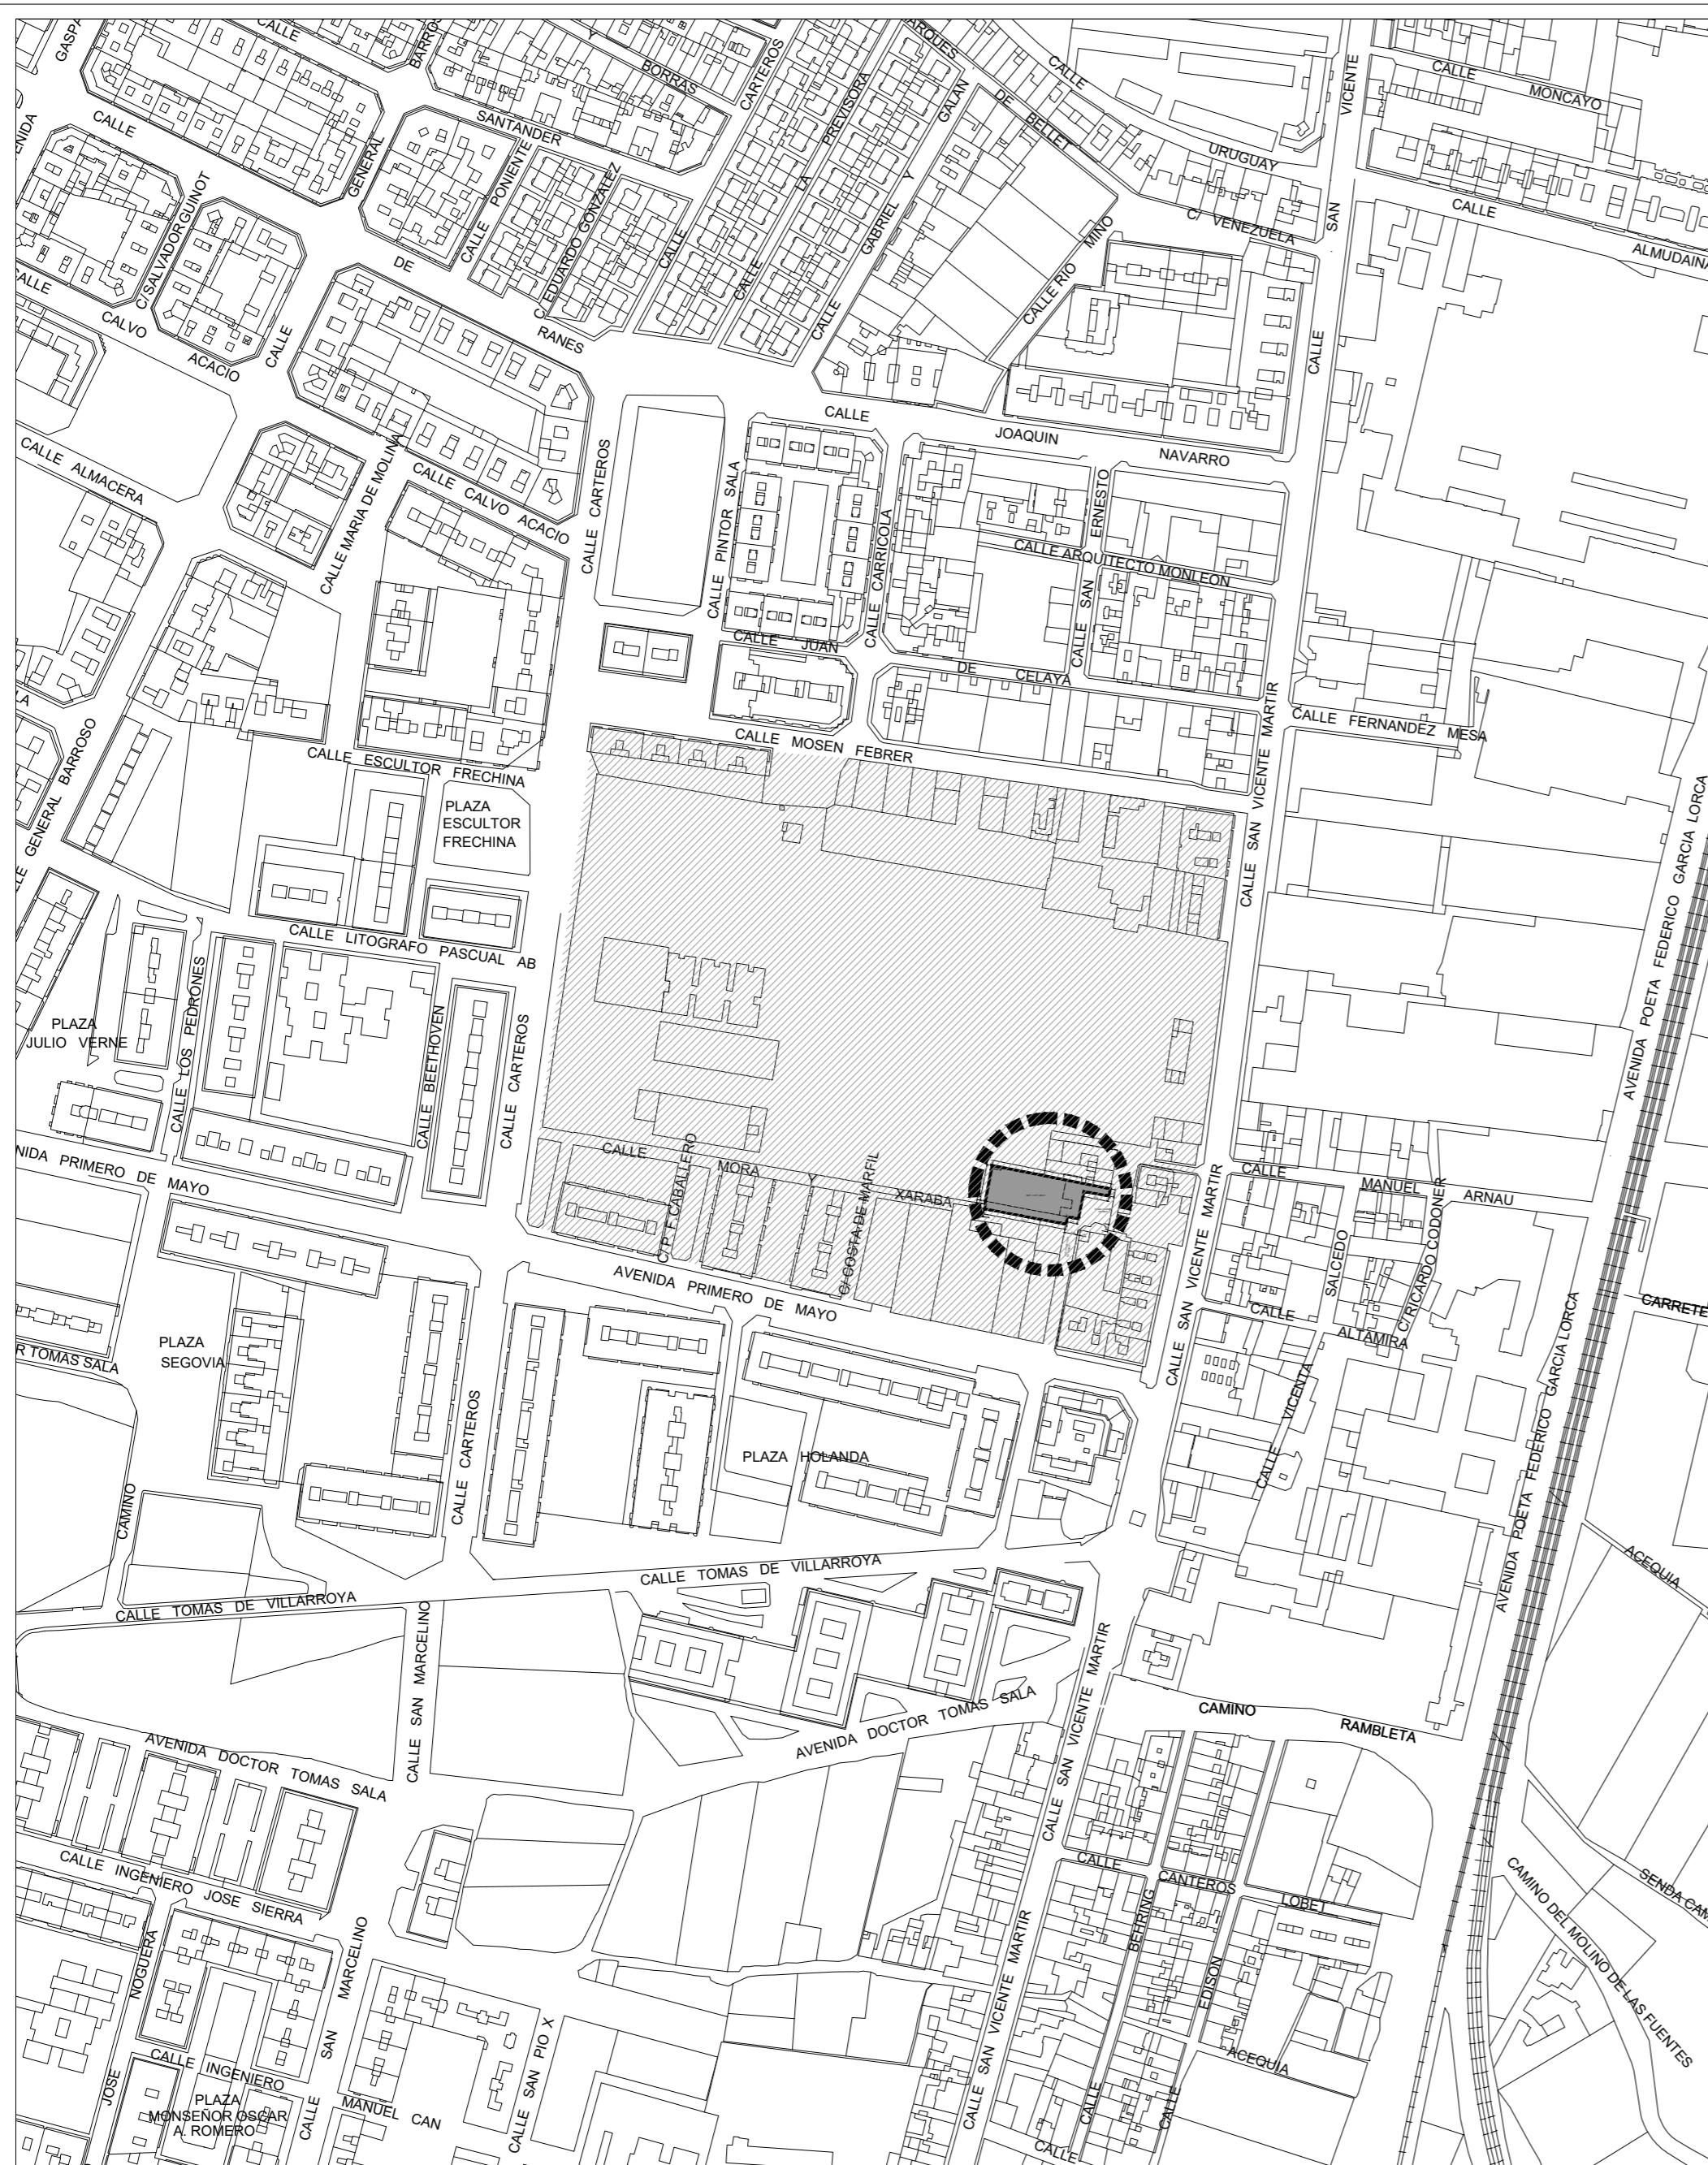 GASPA
CALLE
BARROS
Y
BORRAS
CARTEROS
PREVISORA
LA
CALLE
MARQUES
DE
BELLET
GALAN
Y
GABRIEL
CALLE
CALLE
URUGUAY
VICENTE
SAN
CALLE
CALLE
MONCAYO
CALLE
ALMUDAINA
C/ VENEZUELA
CALLE RIO MIÑO
ENIDA
CALLE
GENERAL
SANTANDER
CALLE PONIENTE
C/ EDUARDO GONZALEZ
CALLE
C/SALVADOR GUINOT
DE
RANES
CALLE
CALVO
ACACIO
CALLE
CALLE ALMACERA
CALLE MARIA DE MOLINA
CALLE CALVO ACACIO
CALLE CARTEROS
CALLE PINTOR SALA
CALLE
JOAQUIN
NAVARRO
CALLE CARRICOLA
ERNESTO
SAN
CALLE
CALLE ARQUITECTO MONLEON
CALLE JUAN
DE CELAYA
CALLE MOSEN FEBRER
CALLE SAN VICENTE MARTIR
CALLE FERNANDEZ MESA
LA
GENERAL BARROSO
CALLE ESCULTOR FRECHINA
PLAZA
ESCULTOR
FRECHINA
CALLE LITOGRAFO PASCUAL AB
AVENIDA POETA FEDERICO GARCIA LORCA
PLAZA
JULIO VERNE
CALLE LOS PEDRONES
CALLE BEETHOVEN
CALLE CARTEROS
NIDA PRIMERO DE MAYO
CALLE
MORA
Y
XARABA
C/ P. F. CABALLERO
C/ COSTA DE MARFIL
AVENIDA PRIMERO DE MAYO
CALLE SAN VICENTE MARTIR
CALLE
MANUEL
ARNAU
SALCEDO
C/RICARDO CODOÑER
CALLE
ALTAMIRA
CARRETE
VICENTA
CALLE
AVENIDA POETA FEDERICO GARCIA LORCA
PLAZA
SEGOVIA
R TOMAS SALA
CALLE CARTEROS
PLAZA HOLANDA
CAMINO
CALLE TOMAS DE VILLARROYA
CALLE TOMAS DE VILLARROYA
ACEQUIA
CALLE SAN MARCELINO
CALLE SAN VICENTE MARTIR
AVENIDA DOCTOR TOMAS SALA
CAMINO
RAMBLETA
AVENIDA DOCTOR TOMAS SALA
CALLE INGENIERO JOSE SIERRA
CALLE
CANTEROS
LOBET
BEHRING
CALLE
EDISON
CALLE
SENDA CAM
CAMINO DEL MOLINO DE LAS FUENTES
NOGUERA
JOSE
MARCELINO
SAN
CALLE
CALLE SAN VICENTE MARTIR
CALLE INGENIERO
MANUEL CAN
CALLE SAN PIO X
ACEQUIA
PLAZA
MONSEÑOR OSCAR
A. ROMERO
CALLE